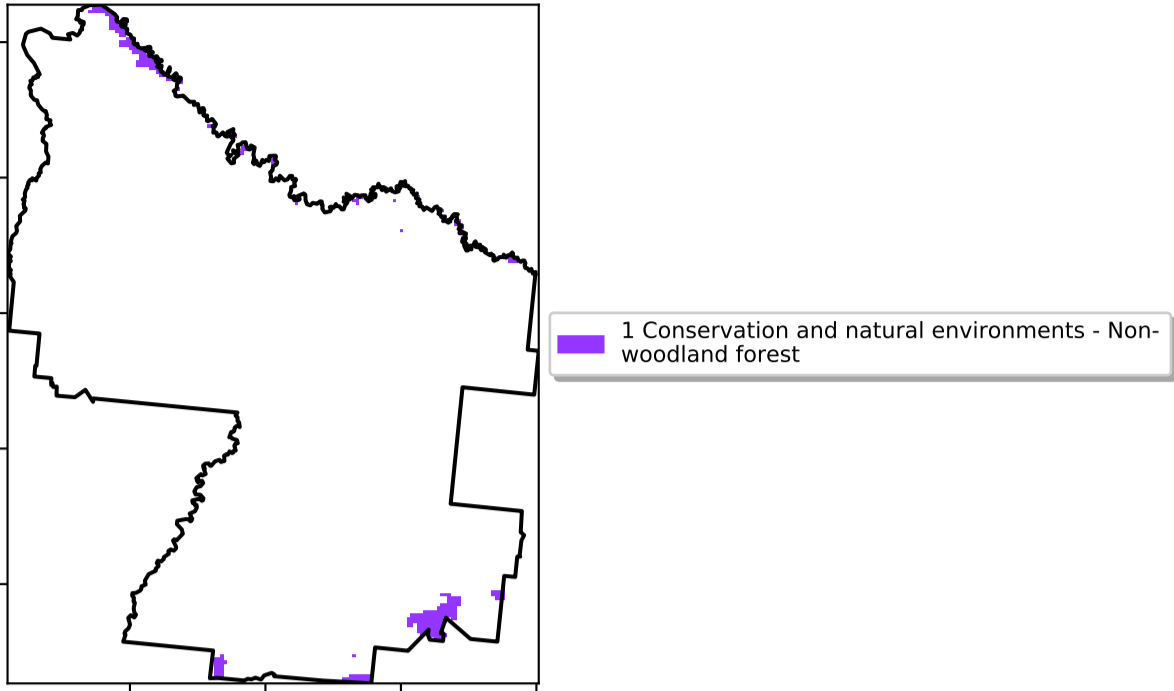 1 Conservation and natural environments - Non-
woodland forest